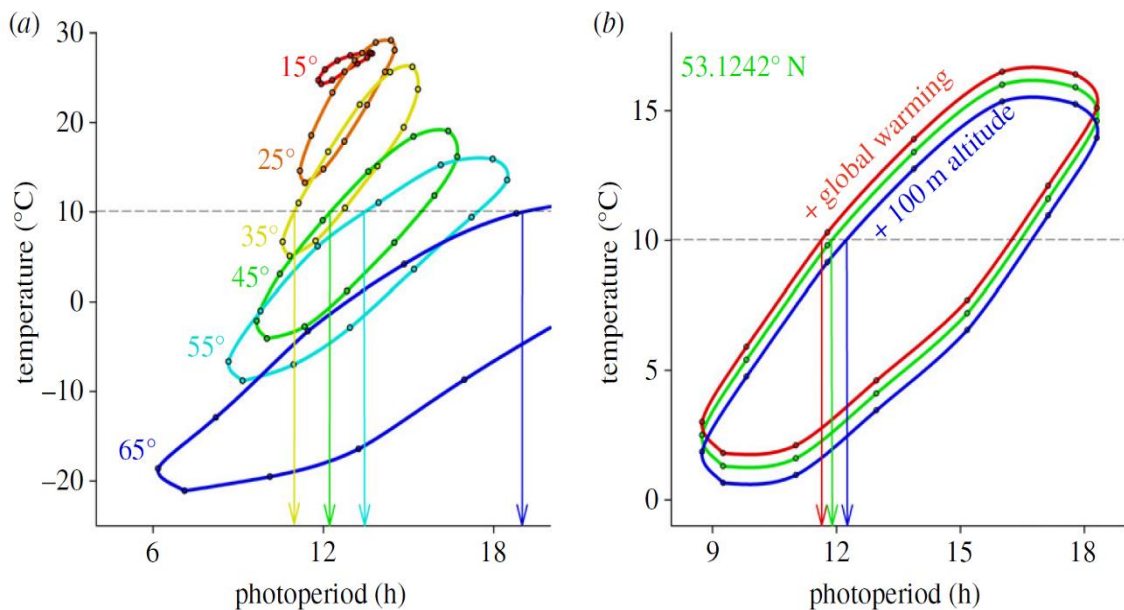 (a)
30
20
10
0
–10
–20
temperature (°C)
15°
25°
35°
45°
55°
65°
6
12
18
photoperiod (h)
(b)
53.1242° N
15
10
5
0
temperature (°C)
+ global warming
+ 100 m altitude
9
12
15
18
photoperiod (h)